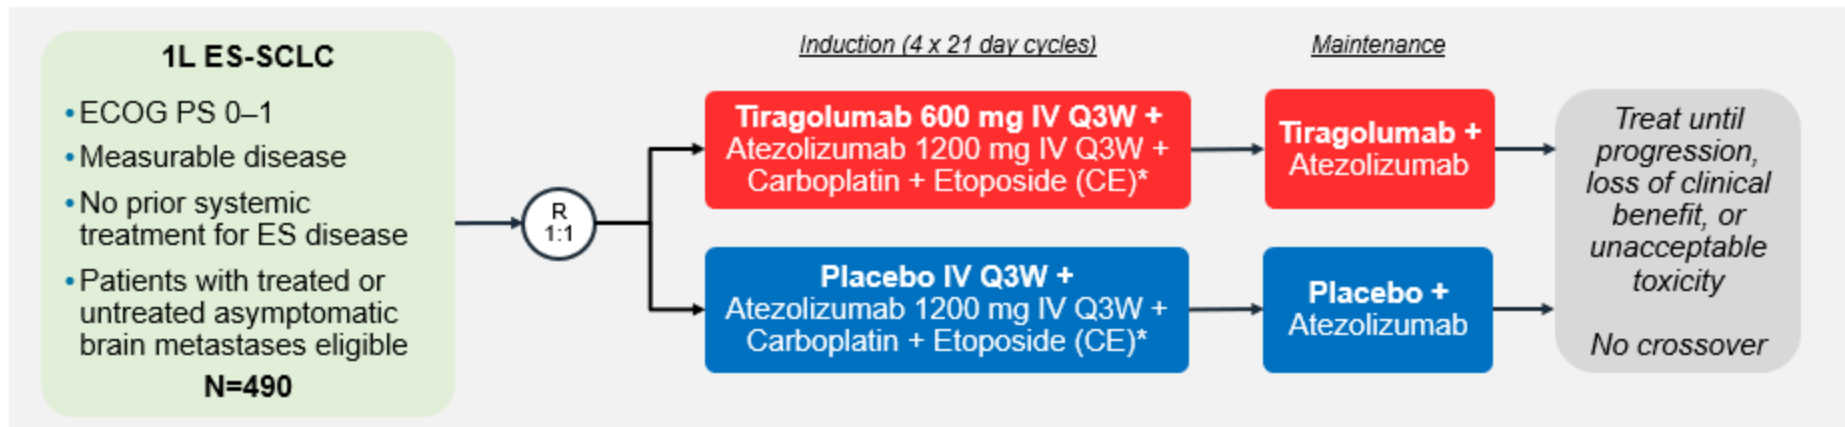 1L ES-SCLC
•ECOG PS 0–1
•Measurable disease
•No prior systemic
treatment for ES disease
•Patients with treated or
untreated asymptomatic
brain metastases eligible
N=490
R
1:1
Induction (4 x 21 day cycles)
Tiragolumab 600 mg IV Q3W +
Atezolizumab 1200 mg IV Q3W +
Carboplatin + Etoposide (CE)*
Placebo IV Q3W +
Atezolizumab 1200 mg IV Q3W +
Carboplatin + Etoposide (CE)*
Maintenance
Tiragolumab +
Atezolizumab
Placebo +
Atezolizumab
Treat until
progression,
loss of clinical
benefit, or
unacceptable
toxicity
No crossover